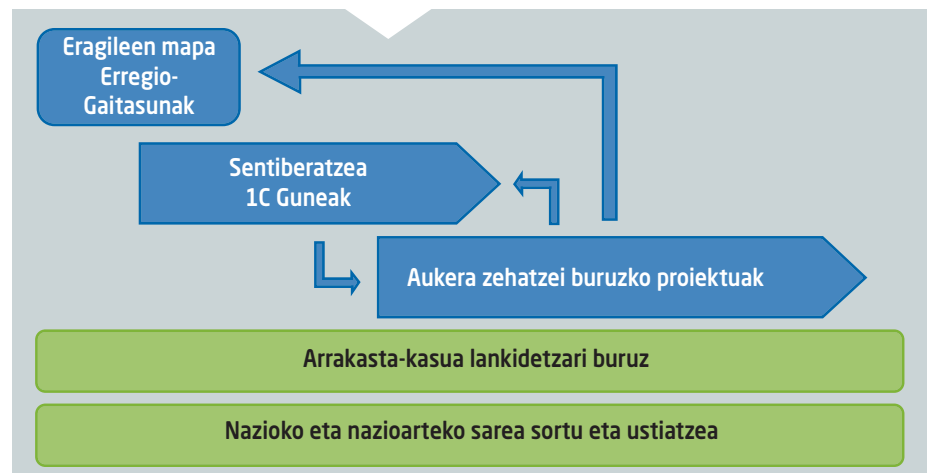 Eragileen mapa
Erregio-
Gaitasunak
Sentiberatzea
1C Guneak
Aukera zehatzei buruzko proiektuak
Arrakasta-kasua lankidetzari buruz
Nazioko eta nazioarteko sarea sortu eta ustiatzea